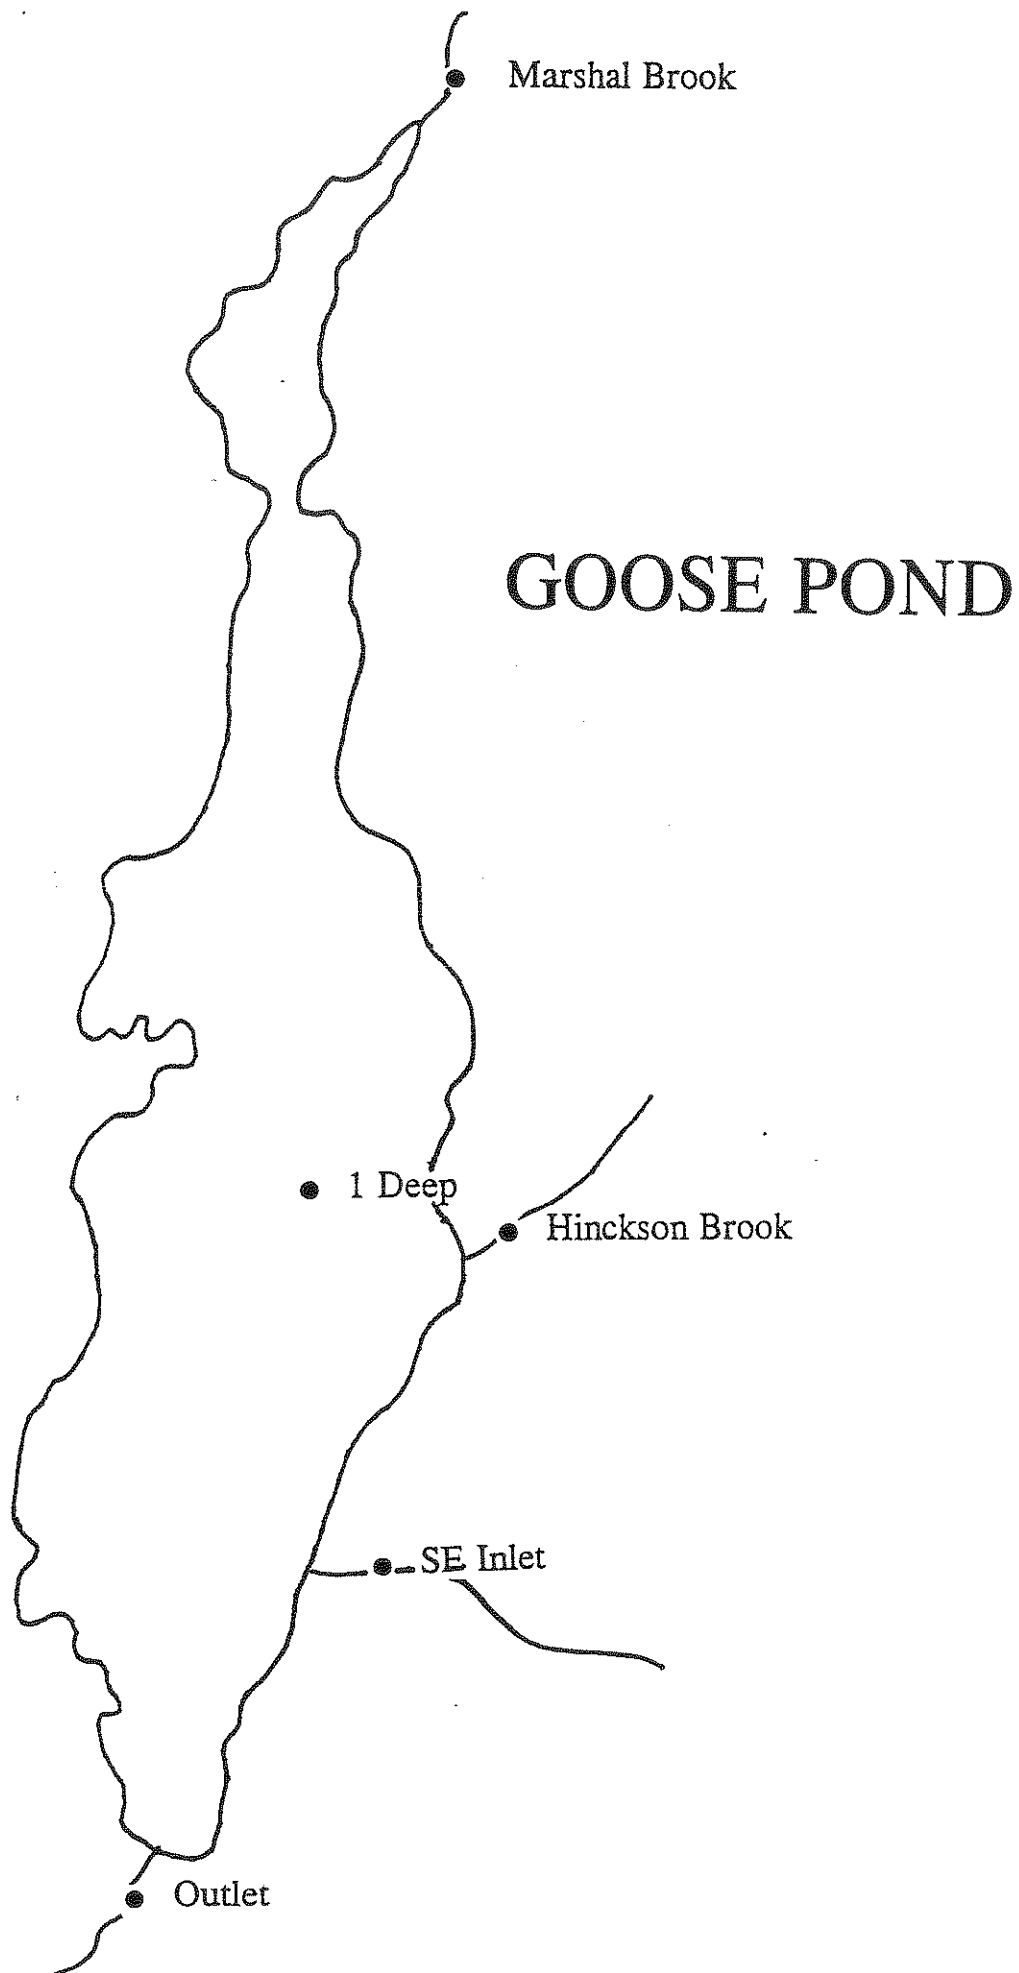 Marshal Brook
GOOSE POND
1 Deep
Hinckson Brook
SE Inlet
Outlet